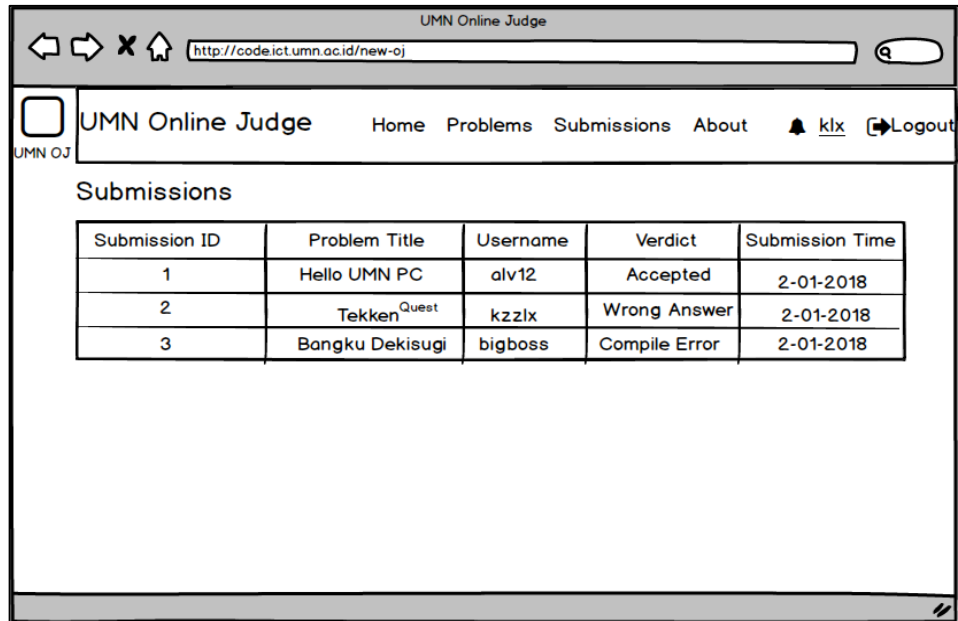 UMN Online Judge
http://code.ict.umn.ac.id/new-oj
UMN Online Judge Home Problems Submissions About klx Logout
UMN OJ
Submissions
Submission ID Problem Title Username Verdict Submission Time
1 Hello UMN PC alv12 Accepted 2-01-2018
2 Tekken Quest kzzlx Wrong Answer 2-01-2018
3 Bangku Dekisugi bigboss Compile Error 2-01-2018